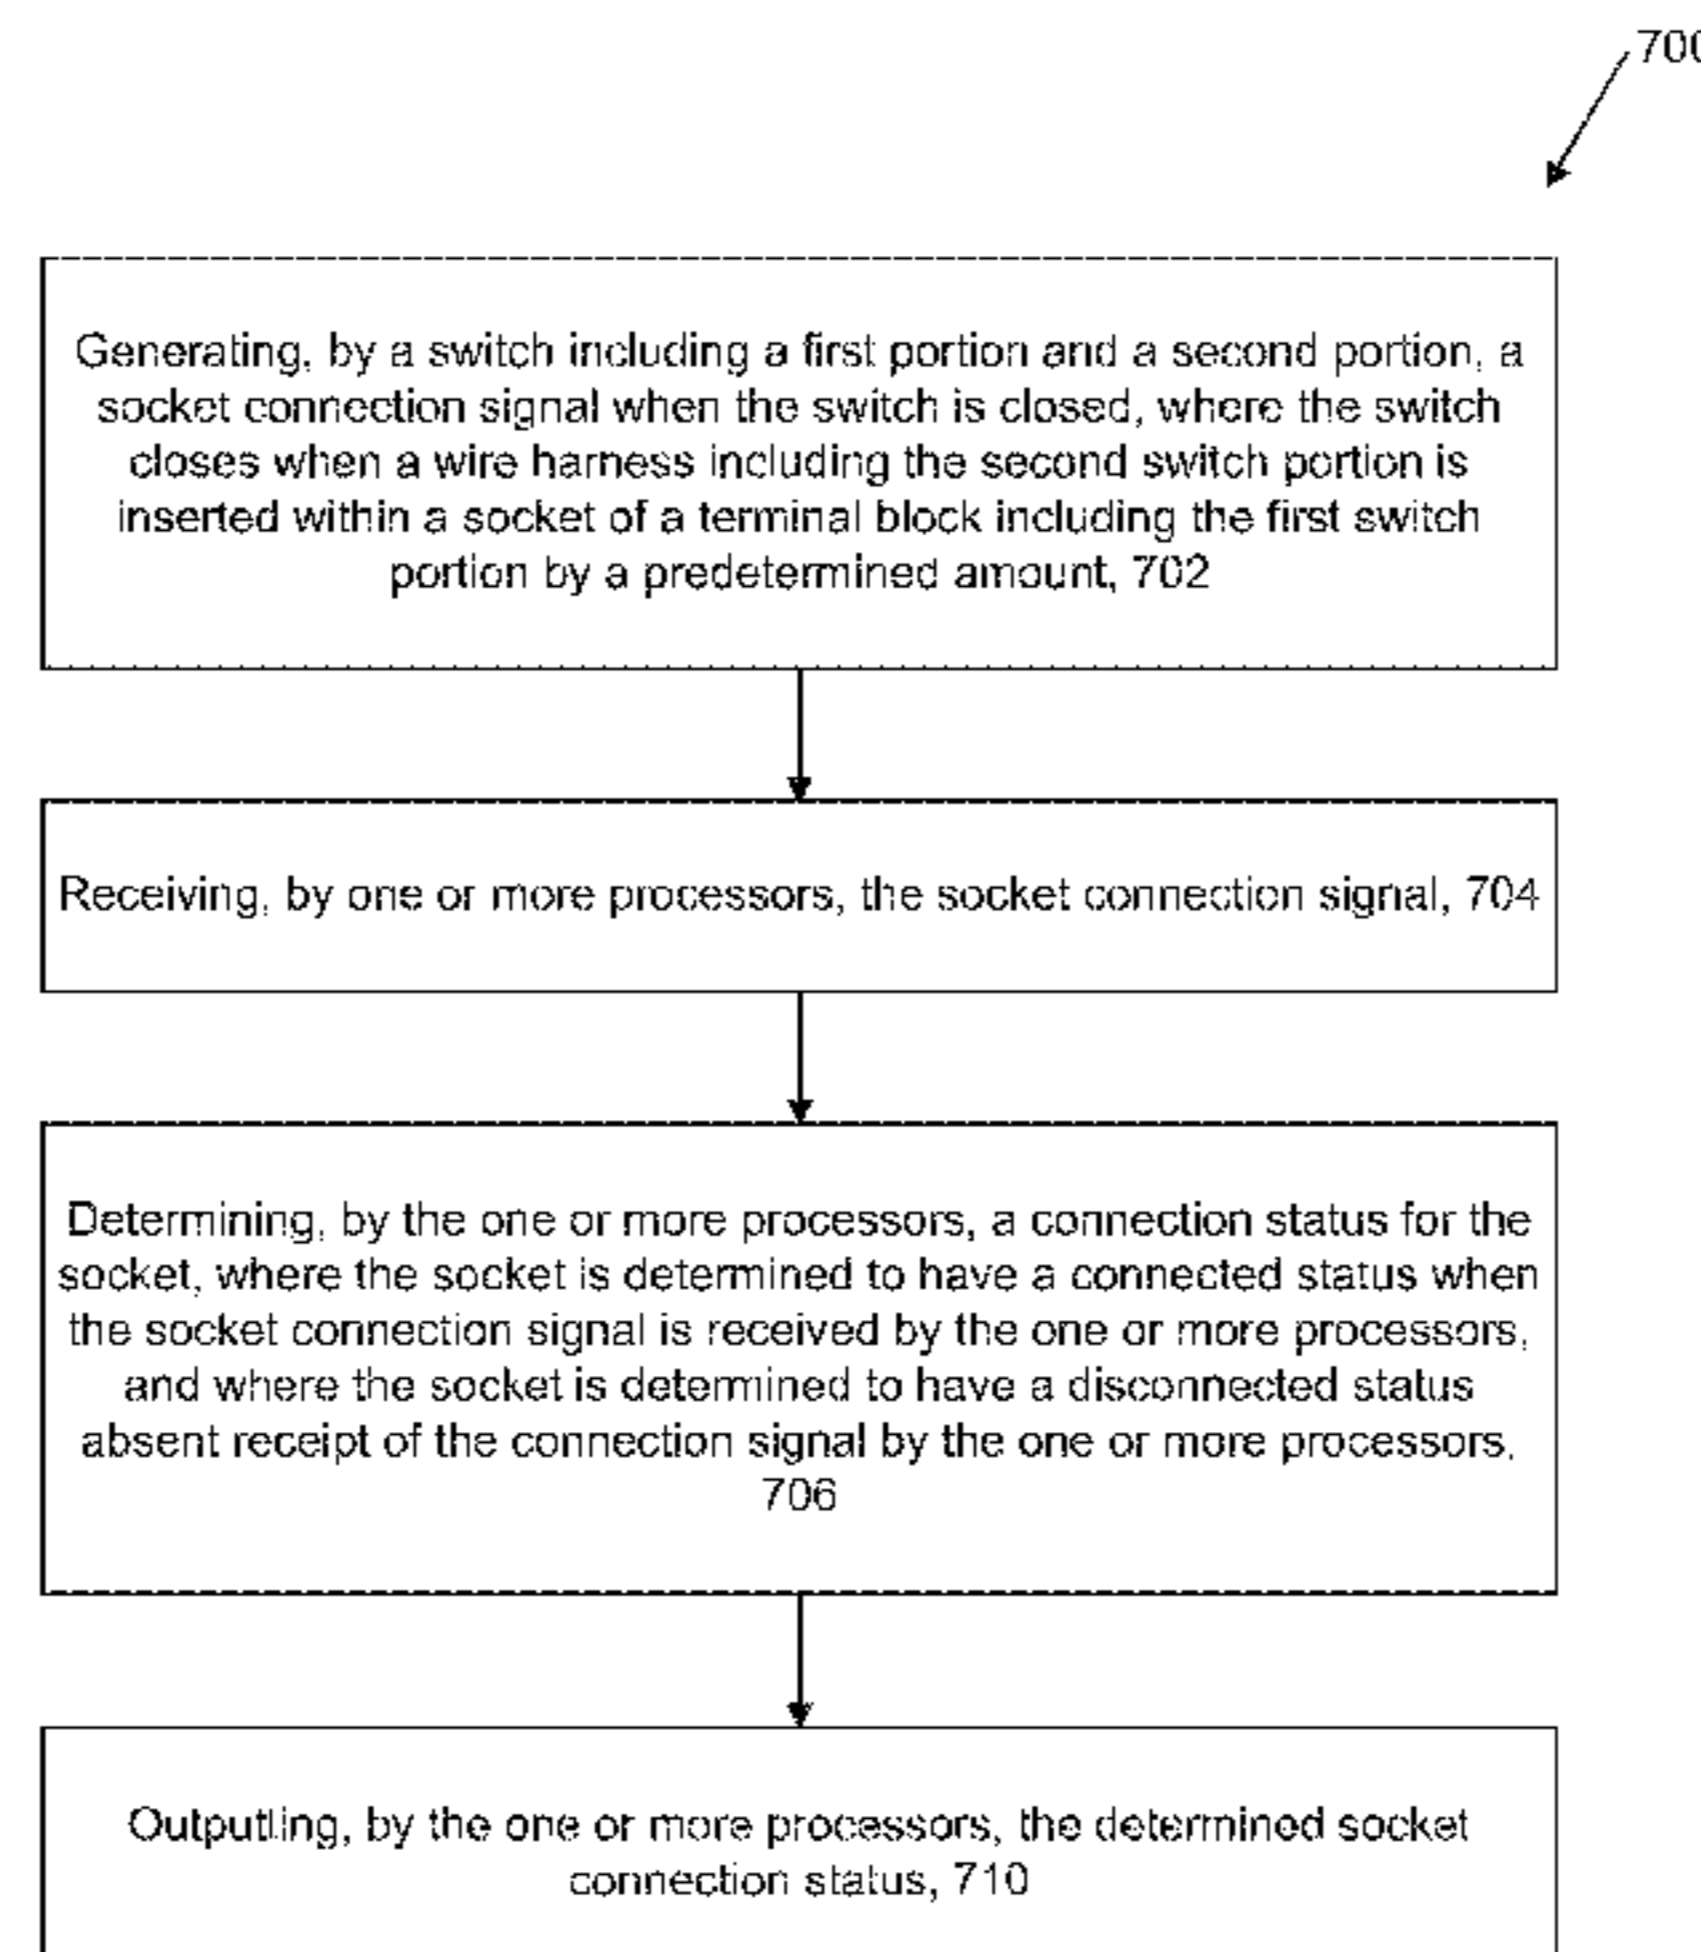 700
Generating, by a switch including a first portion and a second portion, a
socket connection signal when the switch is closed, where the switch
closes when a wire harness including the second switch portion is
inserted within a socket of a terminal block including the first switch
portion by a predetermined amount, 702
Receiving, by one or more processors, the socket connection signal, 704
Determining, by the one or more processors, a connection status for the
socket, where the socket is determined to have a connected status when
the socket connection signal is received by the one or more processors,
and where the socket is determined to have a disconnected status
absent receipt of the connection signal by the one or more processors,
706
Outputting, by the one or more processors, the determined socket
connection status, 710